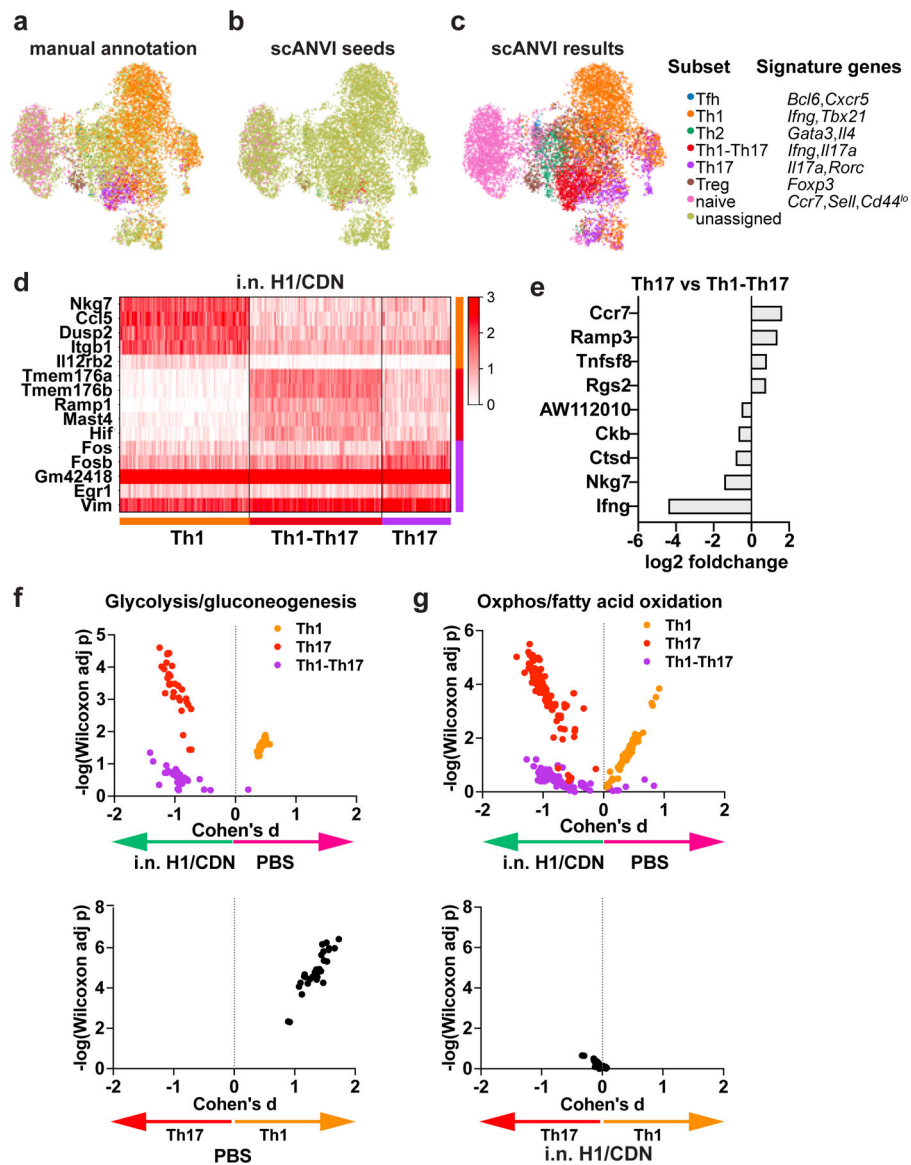 a
manual annotation
b
scANVI seeds
c
scANVI results
Subset Signature genes
Tfh Bcl6,Cxcr5
Th1 Ifng,Tbx21
Th2 Gata3,Il4
Th1-Th17 Ifng,Il17a
Th17 Il17a,Rorc
Treg Foxp3
naive Ccr7,Sell,Cd44lo
unassigned
d
i.n. H1/CDN
Nkg7
Ccl5
Dusp2
Itgb1
Il12rb2
Tmem176a
Tmem176b
Ramp1
Mast4
Hif
Fos
Fosb
Gm42418
Egr1
Vim
3
2
1
0
Th1 Th1-Th17 Th17
e
Th17 vs Th1-Th17
Ccr7
Ramp3
Tnfsf8
Rgs2
AW112010
Ckb
Ctsd
Nkg7
Ifng
-6 -4 -2 0 2
log2 foldchange
f
Glycolysis/gluconeogenesis
Th1
Th17
Th1-Th17
-log(Wilcoxon adj p)
5
4
3
2
1
0
-2 -1 0 1 2
Cohen's d
i.n. H1/CDN PBS
g
Oxphos/fatty acid oxidation
Th1
Th17
Th1-Th17
-log(Wilcoxon adj p)
6
4
2
0
-2 -1 0 1 2
Cohen's d
i.n. H1/CDN PBS
-log(Wilcoxon adj p)
8
6
4
2
0
-2 -1 0 1 2
Cohen's d
Th17 Th1
PBS
-log(Wilcoxon adj p)
8
6
4
2
0
-2 -1 0 1 2
Cohen's d
Th17 Th1
i.n. H1/CDN